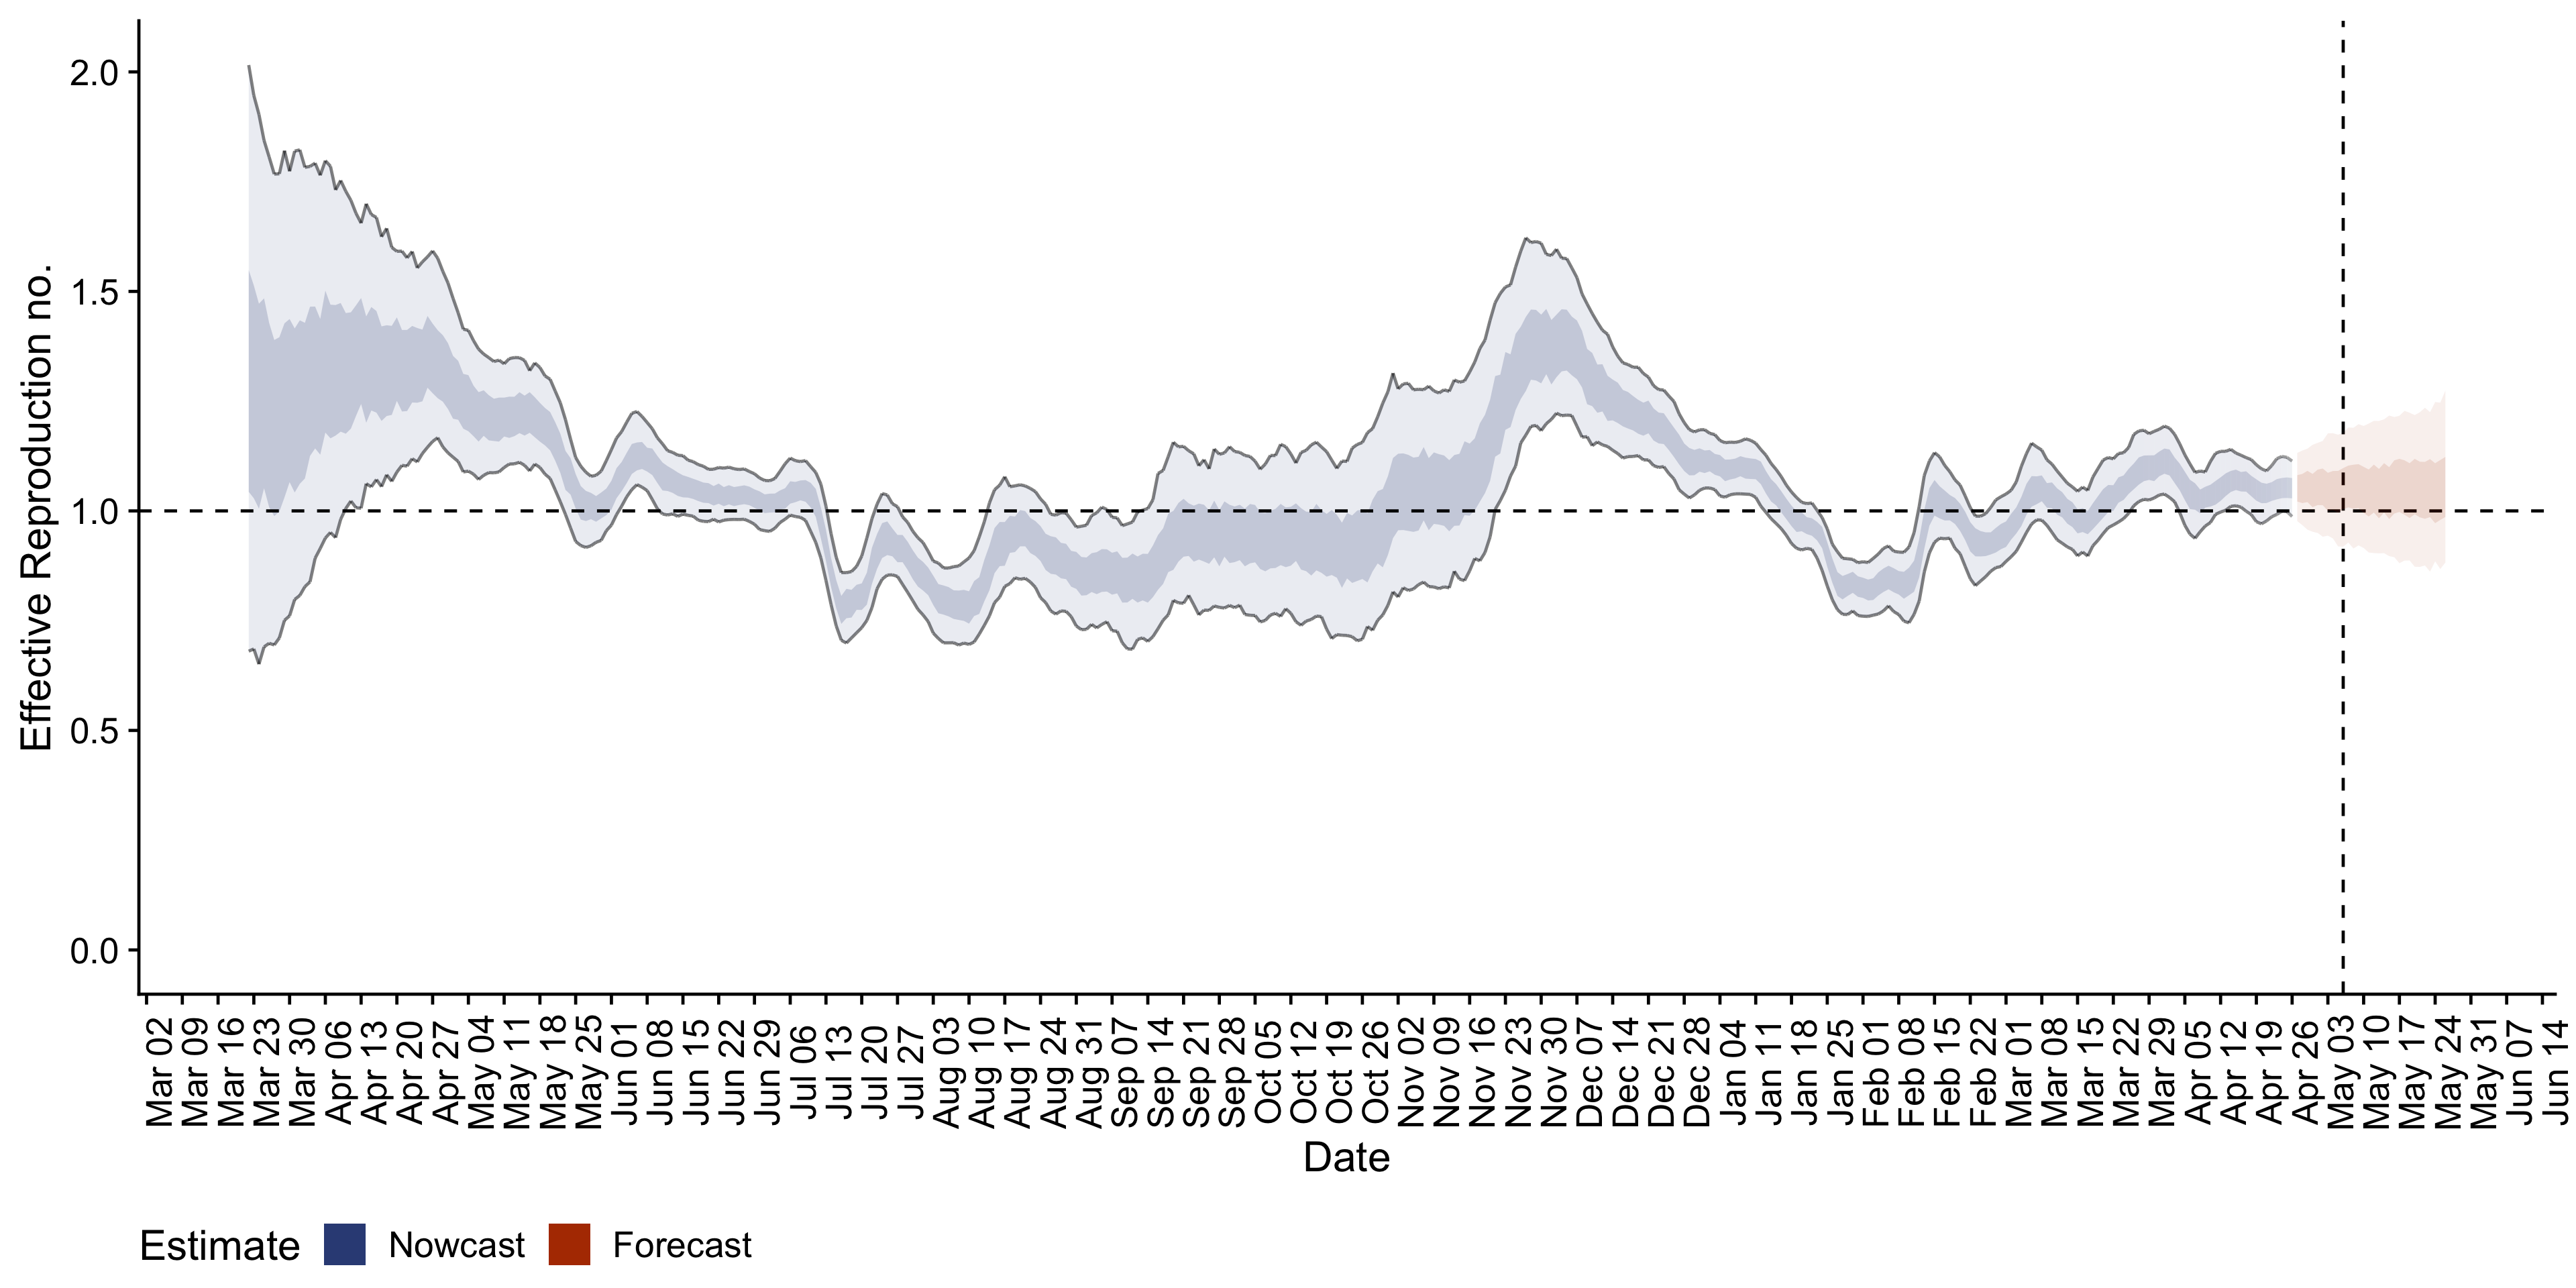 Effective Reproduction no.
2.0
1.5
1.0
0.5
0.0
Mar 02
Mar 09
Mar 16
Mar 23
Mar 30
Apr 06
Apr 13
Apr 20
Apr 27
May 04
May 11
May 18
May 25
Jun 01
Jun 08
Jun 15
Jun 22
Jun 29
Jul 06
Jul 13
Jul 20
Jul 27
Aug 03
Aug 10
Aug 17
Aug 24
Aug 31
Sep 07
Sep 14
Sep 21
Sep 28
Oct 05
Oct 12
Oct 19
Oct 26
Nov 02
Nov 09
Nov 16
Nov 23
Nov 30
Dec 07
Dec 14
Dec 21
Dec 28
Jan 04
Jan 11
Jan 18
Jan 25
Feb 01
Feb 08
Feb 15
Feb 22
Mar 01
Mar 08
Mar 15
Mar 22
Mar 29
Apr 05
Apr 12
Apr 19
Apr 26
May 03
May 10
May 17
May 24
May 31
Jun 07
Jun 14
Date
Estimate Nowcast Forecast